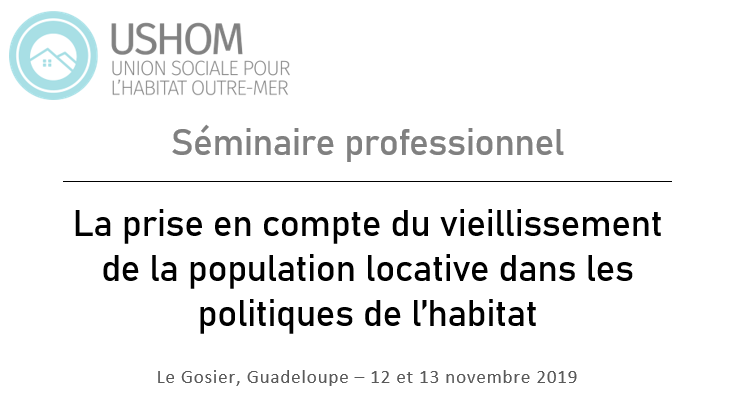 USHOM
UNION SOCIALE POUR
L'HABITAT OUTRE-MER
Séminaire professionnel
La prise en compte du vieillissement
de la population locative dans les
politiques de l'habitat
Le Gosier, Guadeloupe – 12 et 13 novembre 2019